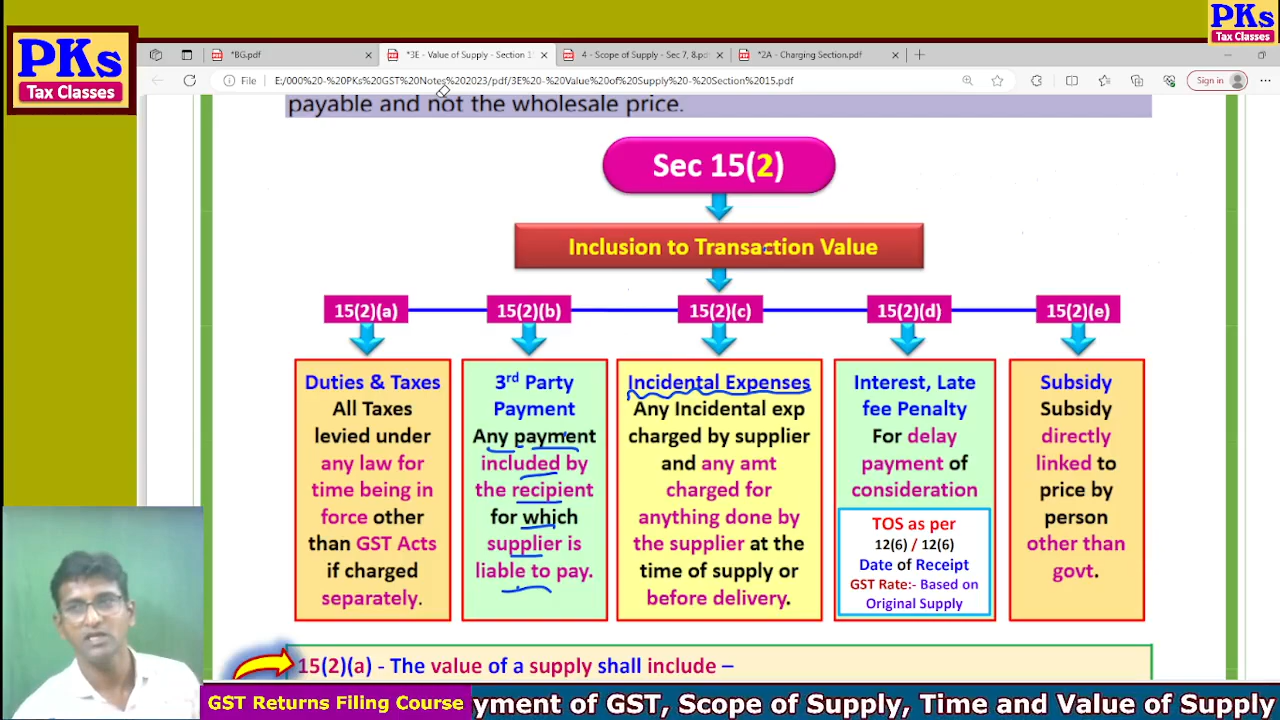 PKs
Tax Classes
PKs
Tax Classes
*BG.pdf
*3E - Value of Supply - Section 1
4 - Scope of Supply - Sec 7, 8.pd
*2A - Charging Section.pdf
File
E:/000%20-%20PKs%20GST%20Notes%202023/pdf/3E%20-%20Value%20of%20Supply%20-%20Section%2015.pdf
Sign in
payable and not the wholesale price.
Sec 15(2)
Inclusion to Transaction Value
15(2)(a)
15(2)(b)
15(2)(c)
15(2)(d)
15(2)(e)
Duties & Taxes
All Taxes
levied under
any law for
time being in
force other
than GST Acts
if charged
separately.
3rd Party
Payment
Any payment
included by
the recipient
for which
supplier is
liable to pay.
Incidental Expenses
Any Incidental exp
charged by supplier
and any amt
charged for
anything done by
the supplier at the
time of supply or
before delivery.
Interest, Late
fee Penalty
For delay
payment of
consideration
TOS as per
12(6) / 12(6)
Date of Receipt
GST Rate:- Based on
Original Supply
Subsidy
Subsidy
directly
linked to
price by
person
other than
govt.
15(2)(a) - The value of a supply shall include –
GST Returns Filing Course
yment of GST, Scope of Supply, Time and Value of Supply